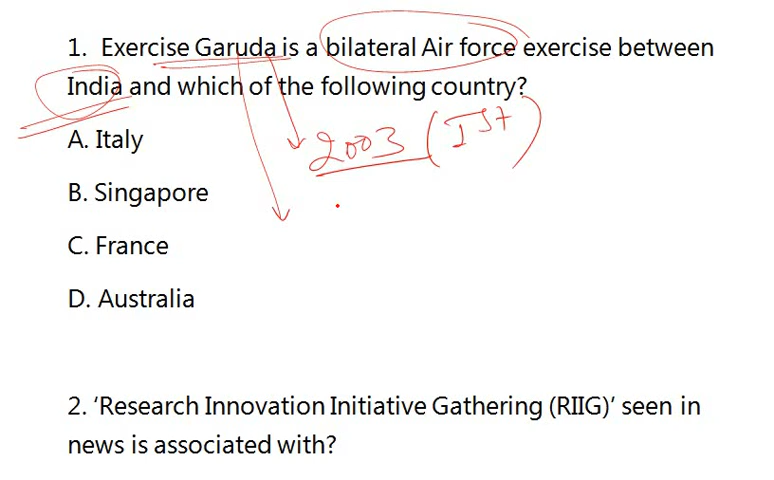 1. Exercise Garuda is a bilateral Air force exercise between
India and which of the following country?
2003 (Ist)
A. Italy
B. Singapore
C. France
D. Australia
2. ‘Research Innovation Initiative Gathering (RIIG)’ seen in
news is associated with?